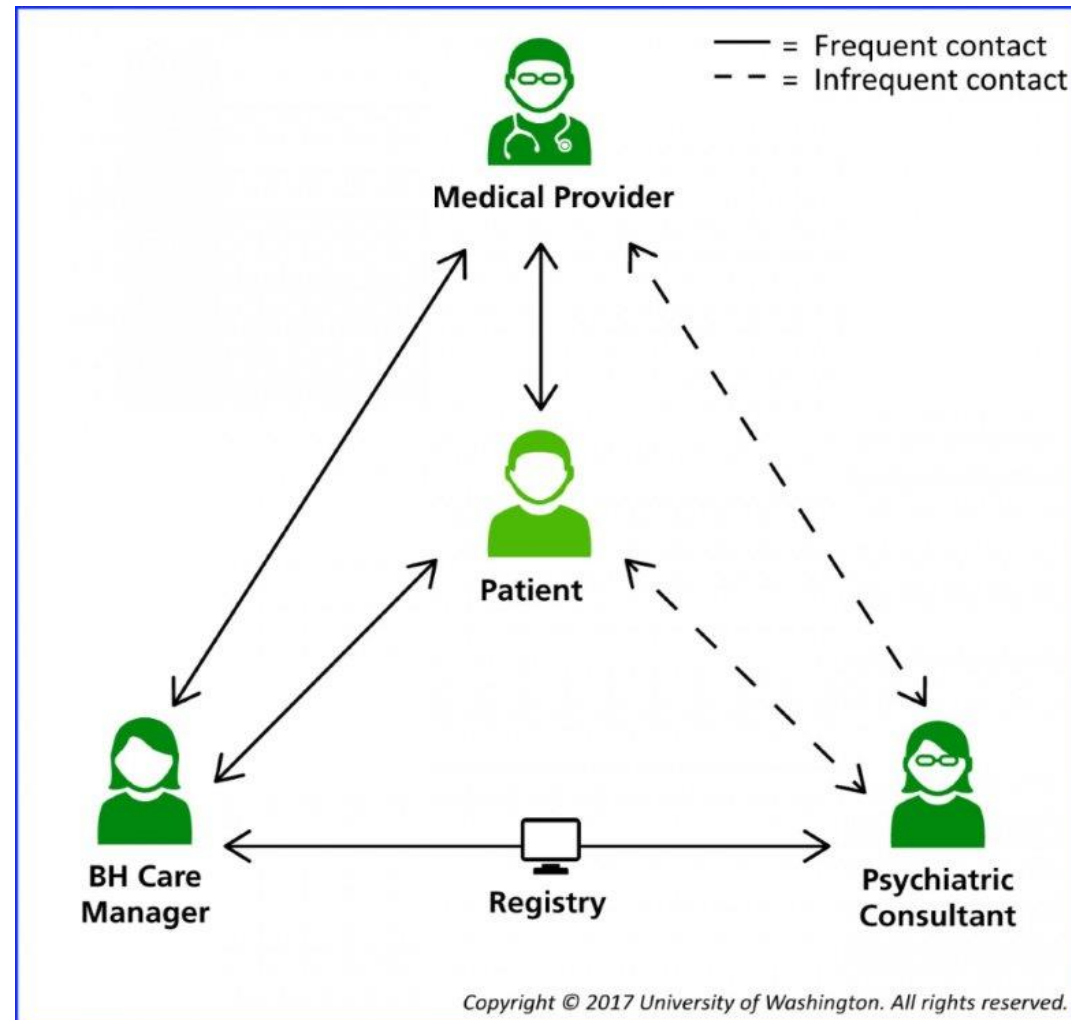 = Frequent contact
= Infrequent contact
Medical Provider
Patient
BH Care
Manager
Registry
Psychiatric
Consultant
Copyright © 2017 University of Washington. All rights reserved.